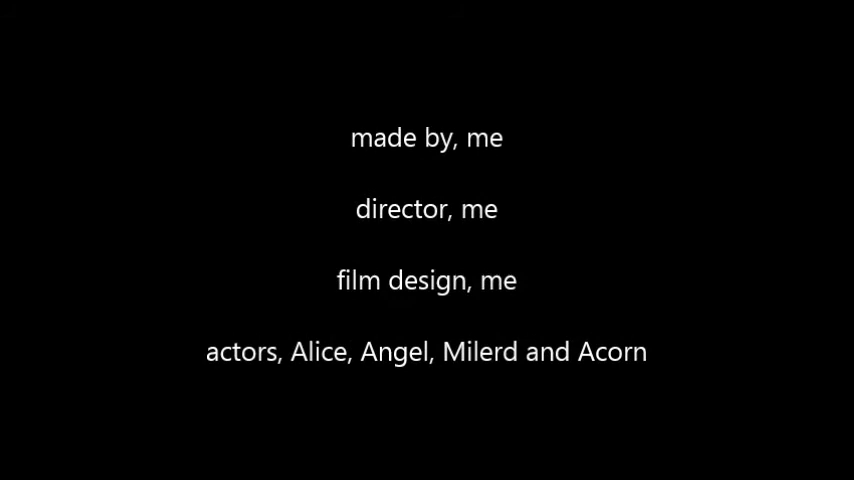 made by, me
director, me
film design, me
actors, Alice, Angel, Milerd and Acorn